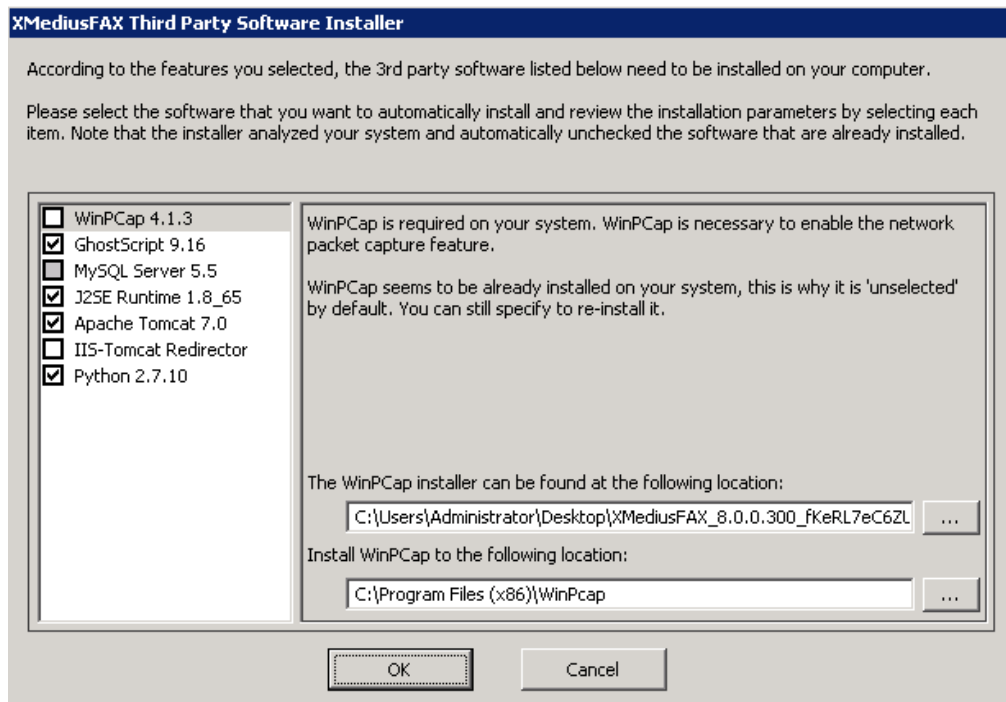 XMediusFAX Third Party Software Installer
According to the features you selected, the 3rd party software listed below need to be installed on your computer.
Please select the software that you want to automatically install and review the installation parameters by selecting each
item. Note that the installer analyzed your system and automatically unchecked the software that are already installed.
WinPCap 4.1.3
GhostScript 9.16
MySQL Server 5.5
J2SE Runtime 1.8_65
Apache Tomcat 7.0
IIS-Tomcat Redirector
Python 2.7.10
WinPCap is required on your system. WinPCap is necessary to enable the network
packet capture feature.
WinPCap seems to be already installed on your system, this is why it is 'unselected'
by default. You can still specify to re-install it.
The WinPCap installer can be found at the following location:
C:\Users\Administrator\Desktop\XMediusFAX_8.0.0.300_fKeRL7eC6ZL
...
Install WinPCap to the following location:
C:\Program Files (x86)\WinPcap
...
OK
Cancel